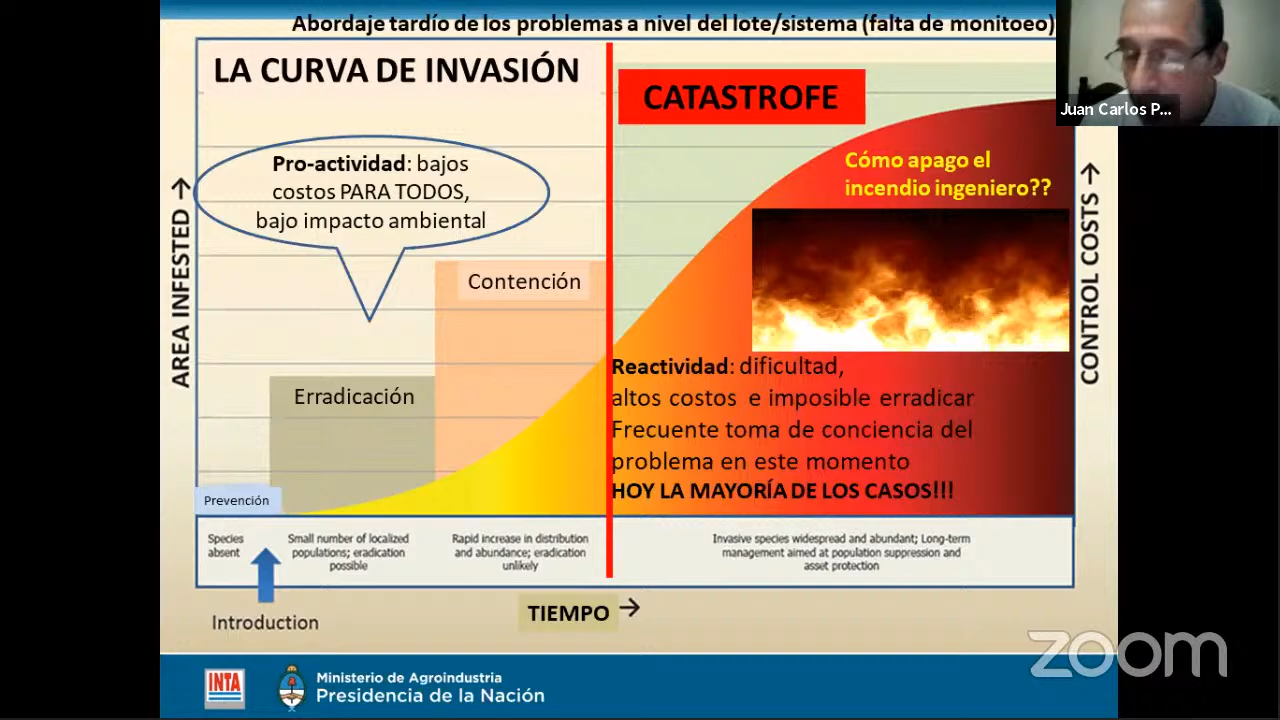 Abordaje tardío de los problemas a nivel del lote/sistema (falta de monitoeo)
LA CURVA DE INVASIÓN
CATASTROFE
Juan Carlos P...
Pro-actividad: bajos
costos PARA TODOS,
bajo impacto ambiental
Cómo apago el
incendio ingeniero??
AREA INFESTED →
CONTROL COSTS →
Contención
Erradicación
Prevención
Reactividad: dificultad,
altos costos e imposible erradicar
Frecuente toma de conciencia del
problema en este momento
HOY LA MAYORÍA DE LOS CASOS!!!
Species
absent
Small number of localized
populations; eradication
possible
Rapid increase in distribution
and abundance; eradication
unlikely
Invasive species widespread and abundant; Long-term
management aimed at population suppression and
asset protection
Introduction
TIEMPO →
zoom
INTA
Ministerio de Agroindustria
Presidencia de la Nación